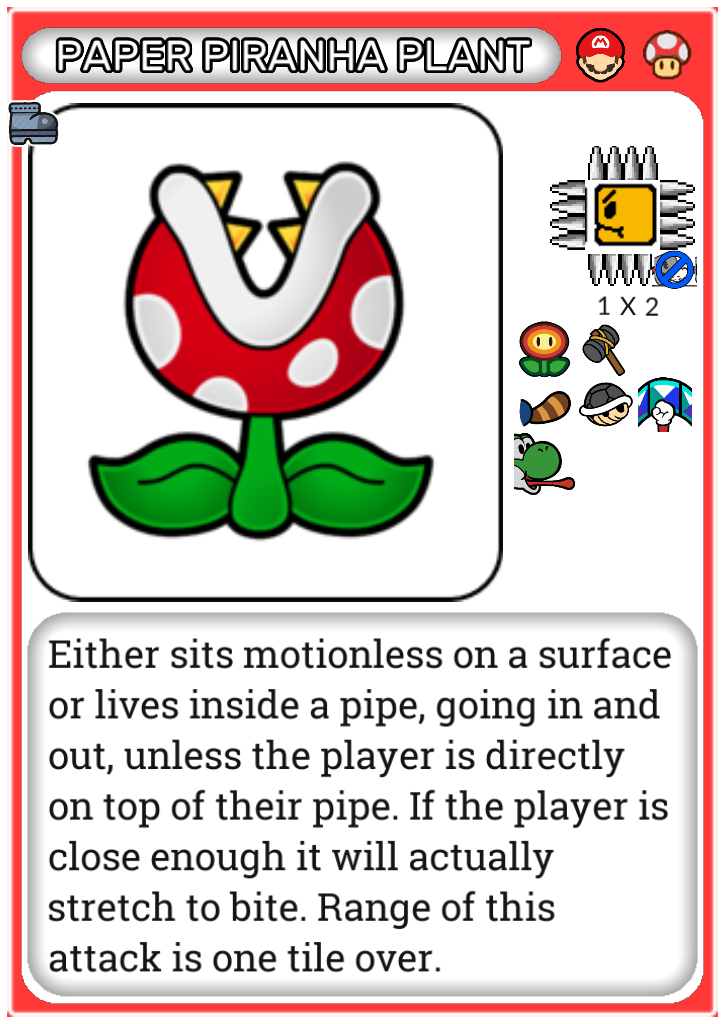 PAPER PIRANHA PLANT
1 X 2
Either sits motionless on a surface
or lives inside a pipe, going in and
out, unless the player is directly
on top of their pipe. If the player is
close enough it will actually
stretch to bite. Range of this
attack is one tile over.